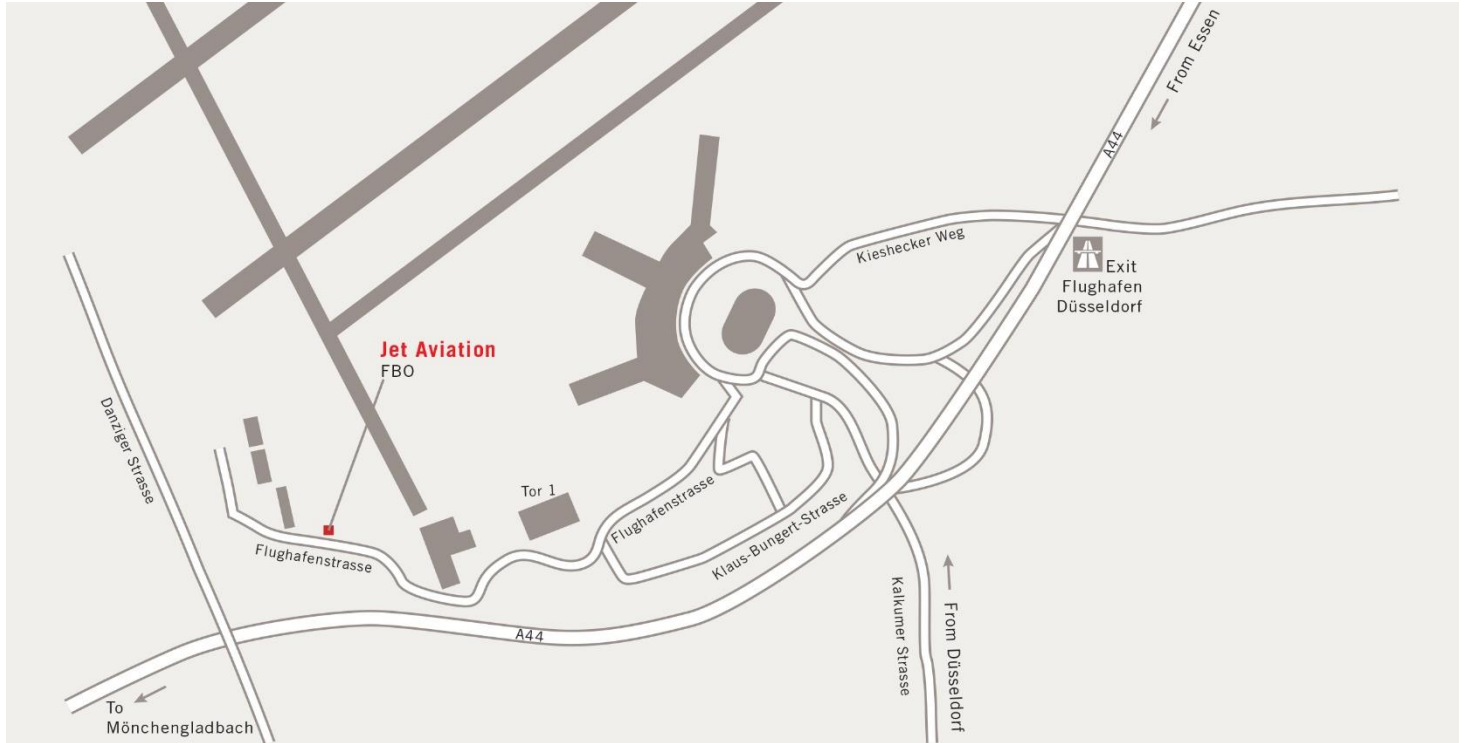 From Essen
A44
Kieshecker Weg
Exit
Flughafen
Düsseldorf
Jet Aviation
FBO
Danziger Strasse
Tor 1
Flughafenstrasse
Flughafenstrasse
Klaus-Bungert-Strasse
Kalkumer Strasse
From Düsseldorf
A44
To
Mönchengladbach